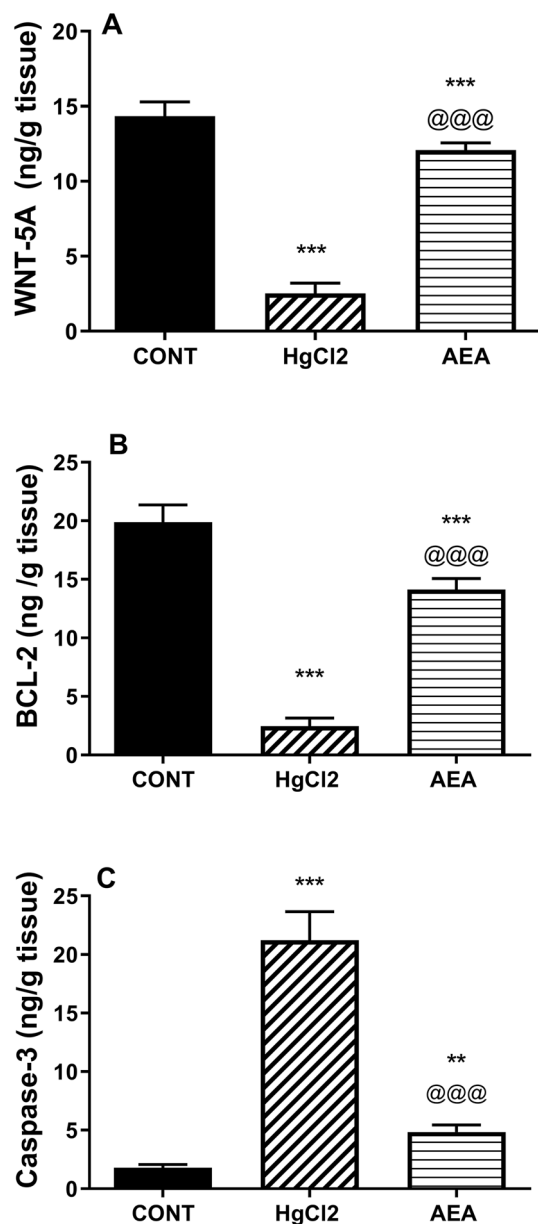 A
WNT-5A (ng/g tissue)
20
15
10
5
0
***
***
@@@
CONT HgCl2 AEA
B
BCL-2 (ng /g tissue)
25
20
15
10
5
0
***
***
@@@
CONT HgCl2 AEA
C
Caspase-3 (ng/g tissue)
25
20
15
10
5
0
***
**
@@@
CONT HgCl2 AEA